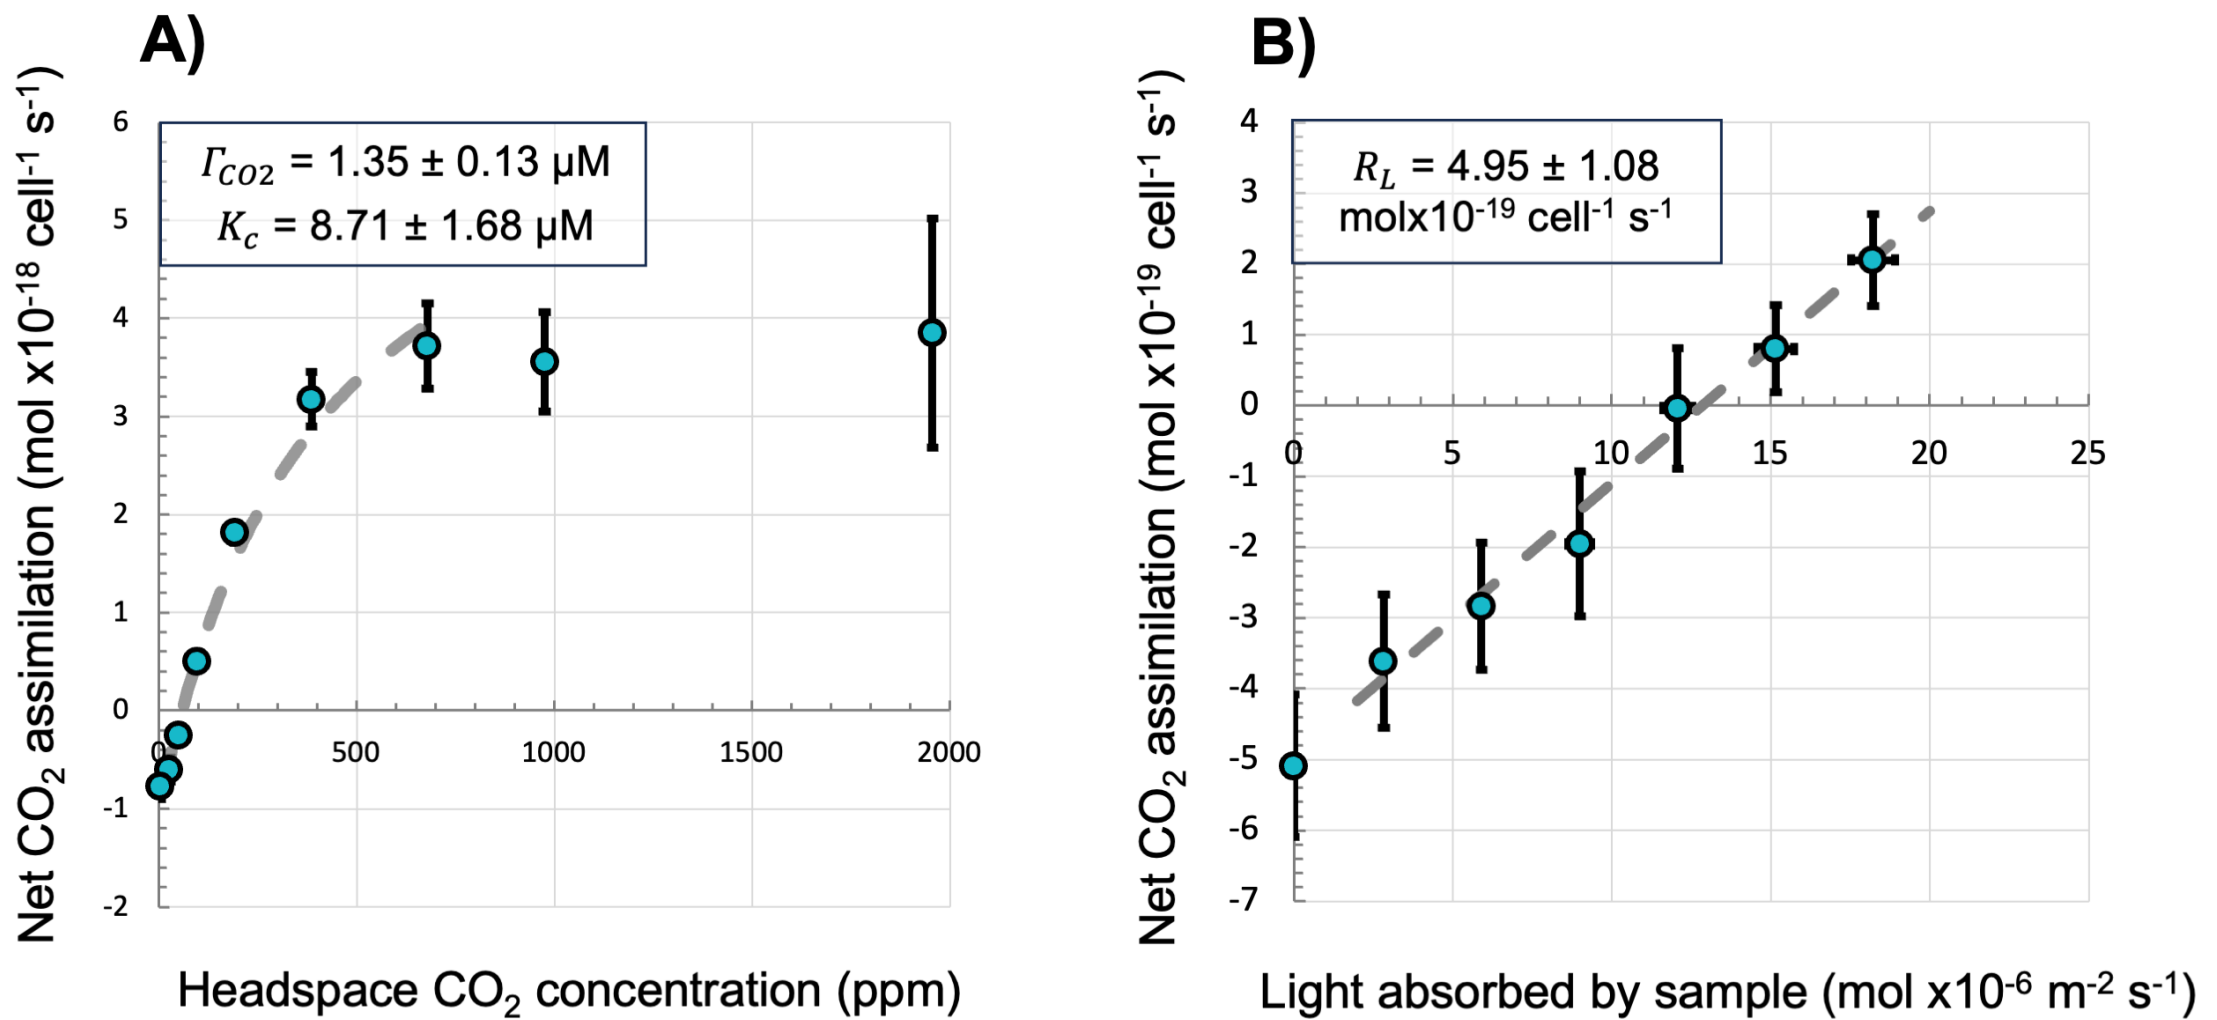 A)
Γ_CO2 = 1.35 ± 0.13 µM
K_c = 8.71 ± 1.68 µM
Net CO₂ assimilation (mol x10⁻¹⁸ cell⁻¹ s⁻¹)
6
5
4
3
2
1
0
-1
-2
0 500 1000 1500 2000
Headspace CO₂ concentration (ppm)
B)
R_L = 4.95 ± 1.08
molx10⁻¹⁹ cell⁻¹ s⁻¹
Net CO₂ assimilation (mol x10⁻¹⁹ cell⁻¹ s⁻¹)
4
3
2
1
0
-1
-2
-3
-4
-5
-6
-7
0 5 10 15 20 25
Light absorbed by sample (mol x10⁻⁶ m⁻² s⁻¹)